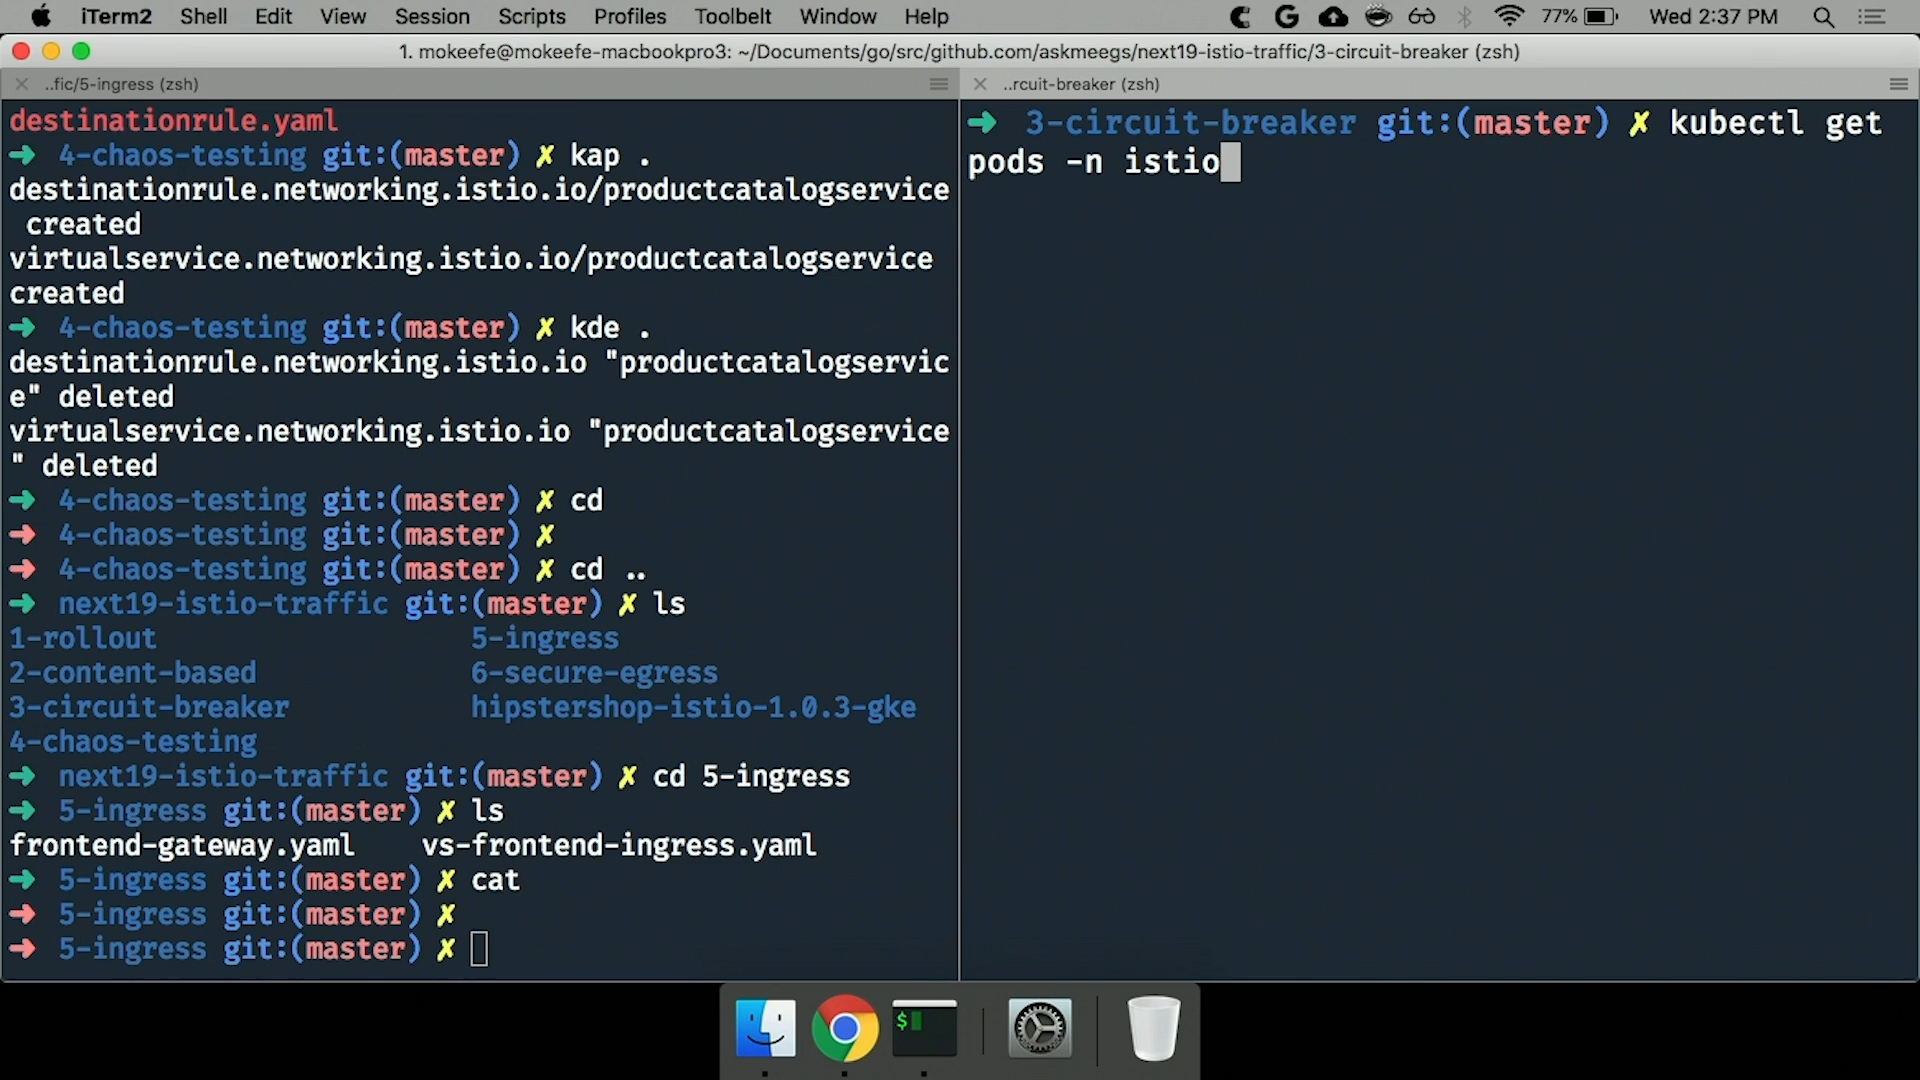 iTerm2 Shell Edit View Session Scripts Profiles Toolbelt Window Help 77% Wed 2:37 PM
1. mokeefe@mokeefe-macbookpro3: ~/Documents/go/src/github.com/askmeegs/next19-istio-traffic/3-circuit-breaker (zsh)
..fic/5-ingress (zsh)
destinationrule.yaml
➜ 4-chaos-testing git:(master) ✗ kap .
destinationrule.networking.istio.io/productcatalogservice
created
virtualservice.networking.istio.io/productcatalogservice
created
➜ 4-chaos-testing git:(master) ✗ kde .
destinationrule.networking.istio.io "productcatalogservic
e" deleted
virtualservice.networking.istio.io "productcatalogservice
" deleted
➜ 4-chaos-testing git:(master) ✗ cd
➜ 4-chaos-testing git:(master) ✗
➜ 4-chaos-testing git:(master) ✗ cd ..
➜ next19-istio-traffic git:(master) ✗ ls
1-rollout 5-ingress
2-content-based 6-secure-egress
3-circuit-breaker hipstershop-istio-1.0.3-gke
4-chaos-testing
➜ next19-istio-traffic git:(master) ✗ cd 5-ingress
➜ 5-ingress git:(master) ✗ ls
frontend-gateway.yaml vs-frontend-ingress.yaml
➜ 5-ingress git:(master) ✗ cat
➜ 5-ingress git:(master) ✗
➜ 5-ingress git:(master) ✗
..rcuit-breaker (zsh)
➜ 3-circuit-breaker git:(master) ✗ kubectl get
pods -n istio
$